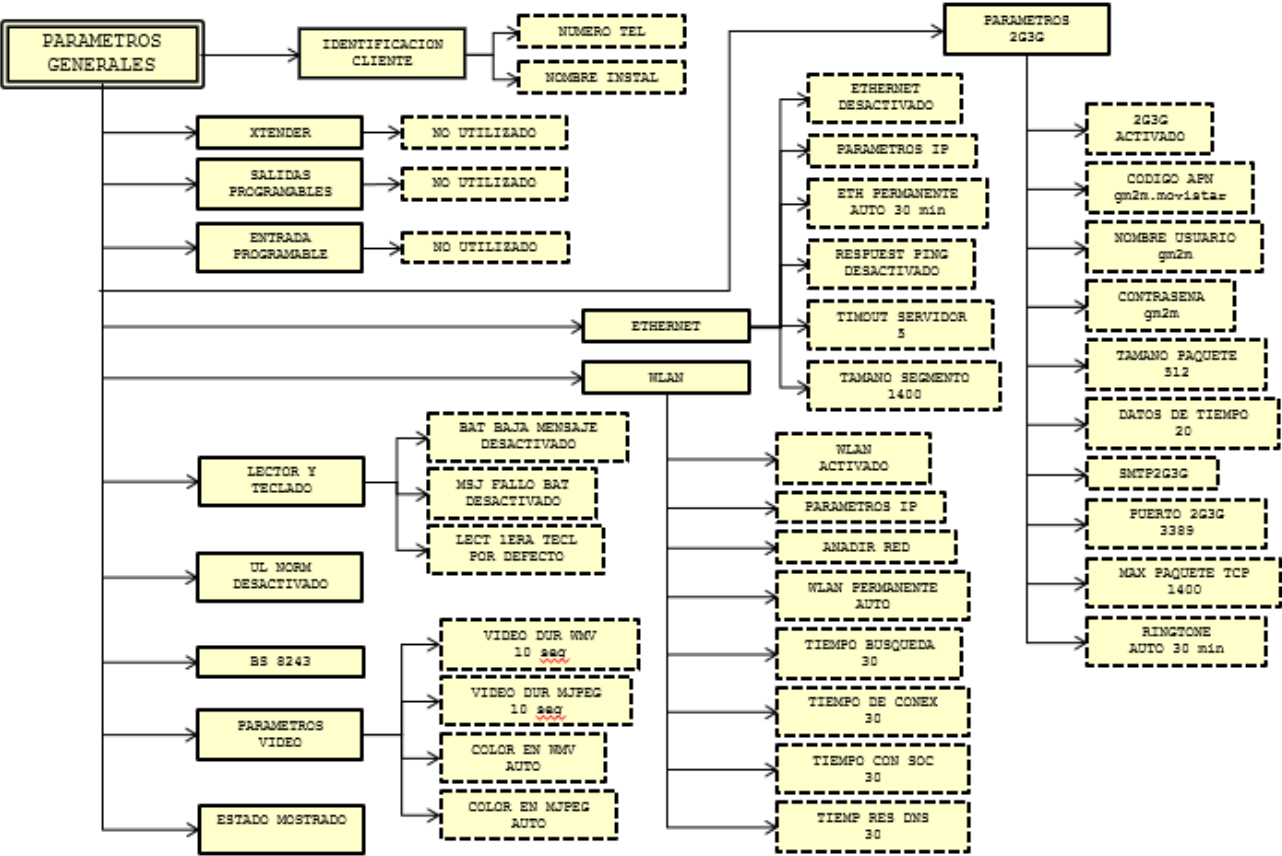 PARAMETROS
GENERALES
IDENTIFICACION
CLIENTE
NUMERO TEL
NOMBRE INSTAL
XTENDER
NO UTILIZADO
SALIDAS
PROGRAMABLES
NO UTILIZADO
ENTRADA
PROGRAMABLE
NO UTILIZADO
PARAMETROS
2G3G
2G3G
ACTIVADO
CODIGO APN
gm2m.movistar
NOMBRE USUARIO
gm2m
CONTRASENA
gm2m
TAMANO PAQUETE
512
DATOS DE TIEMPO
20
SMTP2G3G
PUERTO 2G3G
3389
MAX PAQUETE TCP
1400
RINGTONE
AUTO 30 min
ETHERNET
ETHERNET
DESACTIVADO
PARAMETROS IP
ETH PERMANENTE
AUTO 30 min
RESPUEST PING
DESACTIVADO
TIMOUT SERVIDOR
5
TAMANO SEGMENTO
1400
WLAN
WLAN
ACTIVADO
PARAMETROS IP
ANADIR RED
WLAN PERMANENTE
AUTO
TIEMPO BUSQUEDA
30
TIEMPO DE CONEX
30
TIEMPO CON SOC
30
TIEMP RES DNS
30
LECTOR Y
TECLADO
BAT BAJA MENSAJE
DESACTIVADO
MSJ FALLO BAT
DESACTIVADO
LECT 1ERA TECL
POR DEFECTO
UL NORM
DESACTIVADO
BS 8243
PARAMETROS
VIDEO
VIDEO DUR WMV
10 seg
VIDEO DUR MJPEG
10 seg
COLOR EN WMV
AUTO
COLOR EN MJPEG
AUTO
ESTADO MOSTRADO